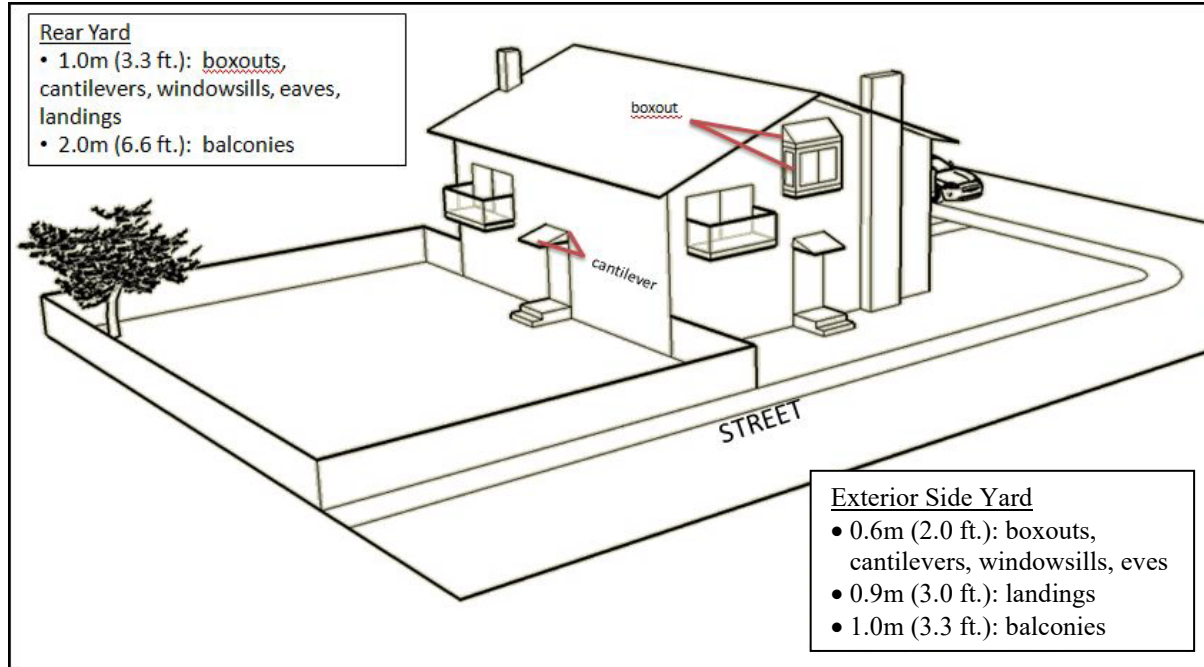 Rear Yard
• 1.0m (3.3 ft.): boxouts,
cantilevers, windowsills, eaves,
landings
• 2.0m (6.6 ft.): balconies
boxout
cantilever
STREET
Exterior Side Yard
• 0.6m (2.0 ft.): boxouts,
cantilevers, windowsills, eves
• 0.9m (3.0 ft.): landings
• 1.0m (3.3 ft.): balconies